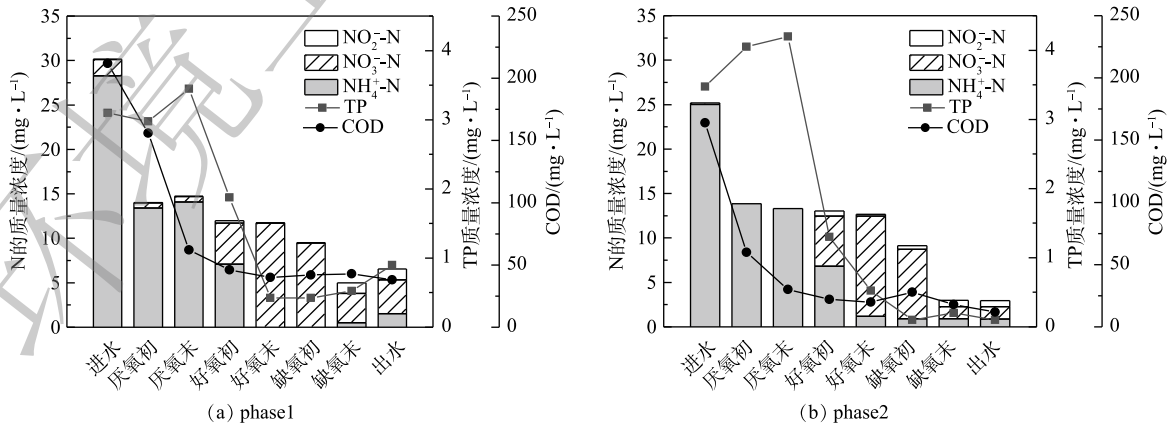 35
30
25
20
15
10
5
0
N的质量浓度/(mg·L⁻¹)
NO₂⁻-N
NO₃⁻-N
NH₄⁺-N
TP
COD
4
3
2
1
0
TP质量浓度/(mg·L⁻¹)
250
200
150
100
50
0
COD/(mg·L⁻¹)
进水
厌氧初
厌氧末
好氧初
好氧末
缺氧初
缺氧末
出水
(a) phase1
35
30
25
20
15
10
5
0
N的质量浓度/(mg·L⁻¹)
NO₂⁻-N
NO₃⁻-N
NH₄⁺-N
TP
COD
4
3
2
1
0
TP质量浓度/(mg·L⁻¹)
250
200
150
100
50
0
COD/(mg·L⁻¹)
进水
厌氧初
厌氧末
好氧初
好氧末
缺氧初
缺氧末
出水
(b) phase2